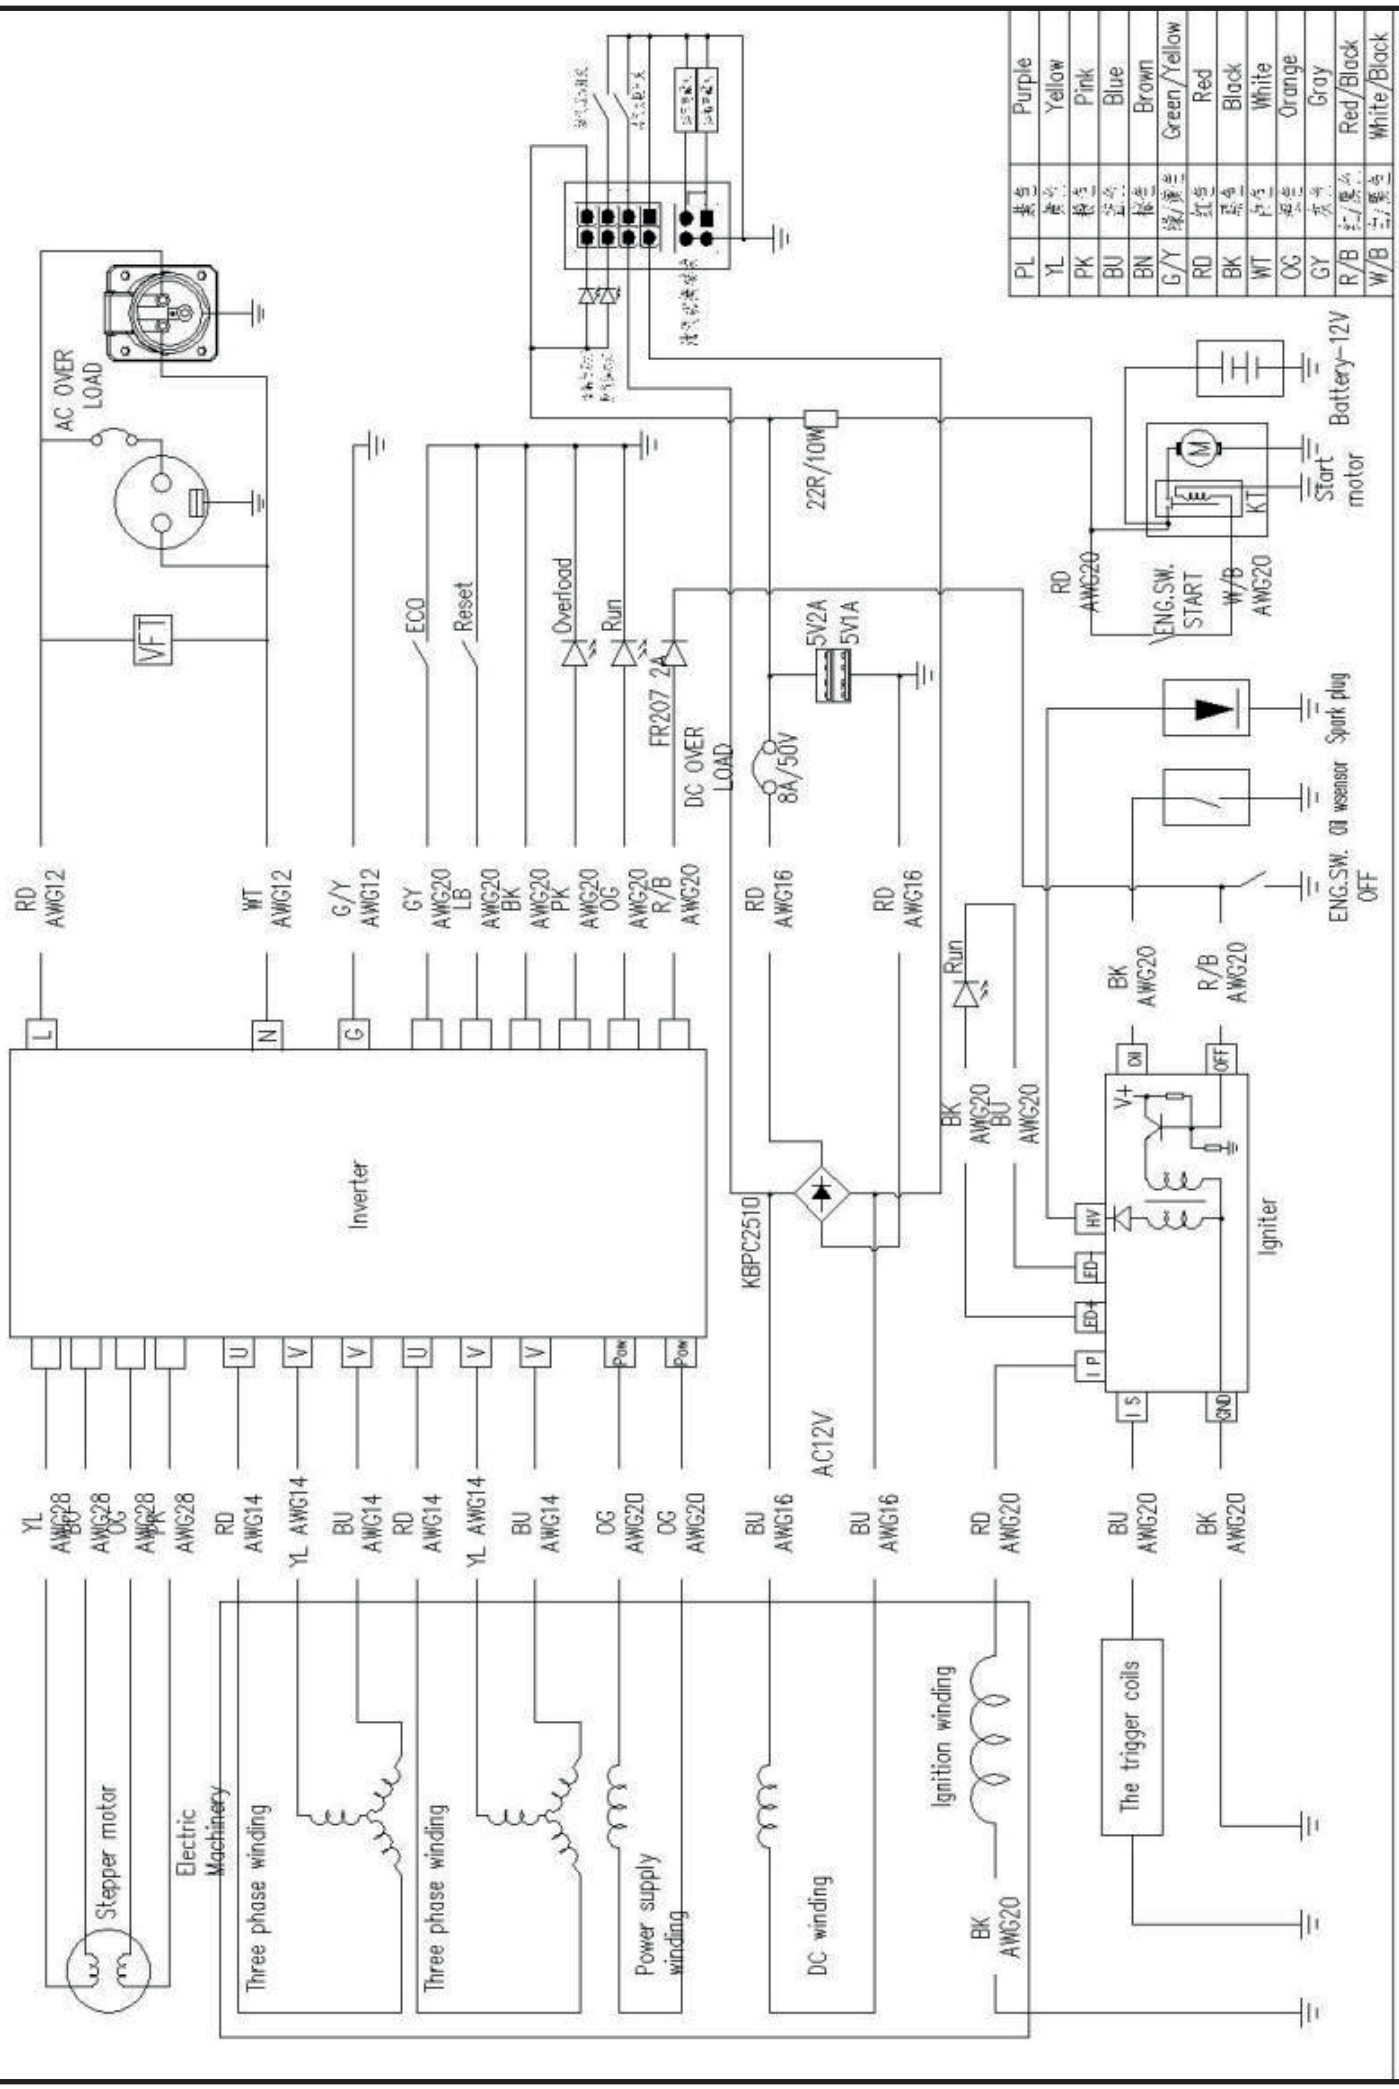 Stepper motor
Electric
Machinery
Three phase winding
Three phase winding
Power supply
winding
DC winding
Ignition winding
BK
AWG20
The trigger coils
YL
AWG28
BU
AWG28
OG
AWG28
PK
AWG28
RD
AWG14
YL AWG14
BU
AWG14
RD
AWG14
YL AWG14
BU
AWG14
OG
AWG20
OG
AWG20
BU
AWG16
AC12V
BU
AWG16
RD
AWG20
BU
AWG20
BK
AWG20
U
V
V
U
V
V
Pow
Pow
Inverter
KBPC2510
I P
ED+
ED-
HV
I S
GND
Oil
OFF
V+
Igniter
L
N
G
RD
AWG12
WT
AWG12
G/Y
AWG12
GY
AWG20
LB
AWG20
BK
AWG20
PK
AWG20
OG
AWG20
R/B
AWG20
RD
AWG16
RD
AWG16
BK
AWG20
BU
AWG20
Run
BK
AWG20
R/B
AWG20
VFT
AC OVER
LOAD
ECO
Reset
Overload
Run
FR207 2A
DC OVER
LOAD
8A/50V
5V2A
5V1A
22R/10W
RD
AWG20
ENG.SW.
START
W/B
AWG20
KT
M
Start
motor
Battery-12V
Spark plug
Oil wsensor
ENG.SW.
OFF
PL Purple
YL Yellow
PK Pink
BU Blue
BN Brown
G/Y Green/Yellow
RD 红色 Red
BK Black
WT White
OG Orange
GY Gray
R/B Red/Black
W/B White/Black